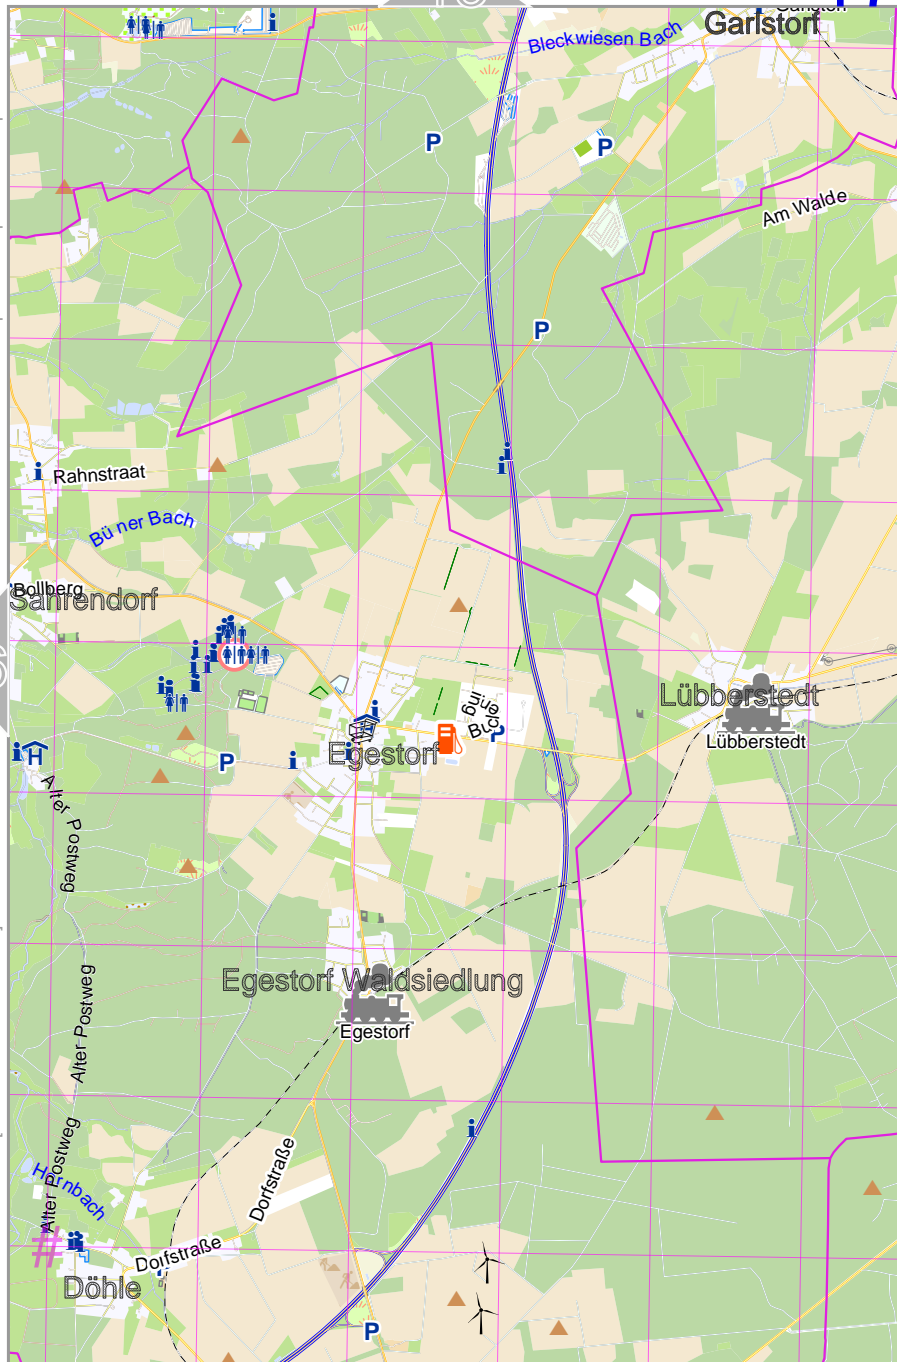 Garlstorf
Bleckwiesen Bach
P
P
Am Walde
P
Rahnstraat
Bü ner Bach
Bollberg
Sahrendorf
Lübberstedt
Lübberstedt
Egestorf
P
H
Alter Postweg
Alter Postweg
Egestorf Waldsiedlung
Egestorf
Alter Postweg
Hornbach
Dorfstraße
Dorfstraße
Döhle
#
P